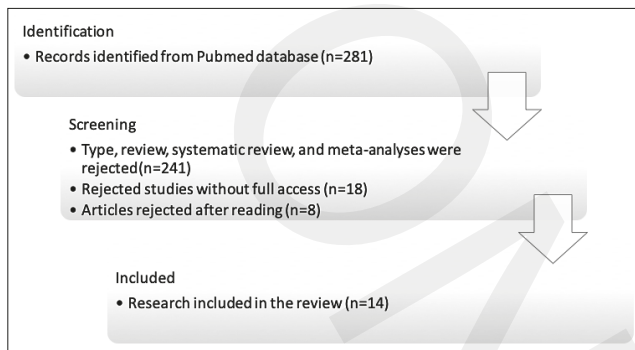 Identification
• Records identified from Pubmed database (n=281)
Screening
• Type, review, systematic review, and meta-analyses were
rejected(n=241)
• Rejected studies without full access (n=18)
• Articles rejected after reading (n=8)
Included
• Research included in the review (n=14)